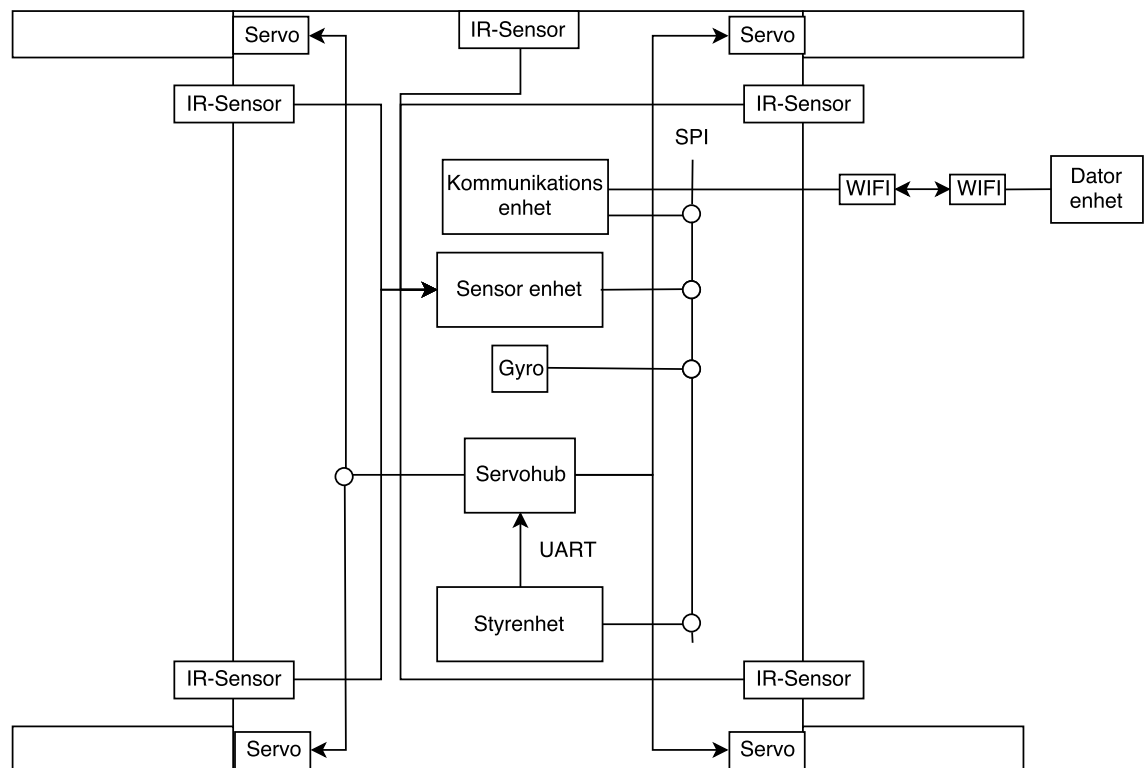 Servo
IR-Sensor
Servo
IR-Sensor
IR-Sensor
SPI
Kommunikations
enhet
WIFI
WIFI
Dator
enhet
Sensor enhet
Gyro
Servohub
UART
Styrenhet
IR-Sensor
IR-Sensor
Servo
Servo